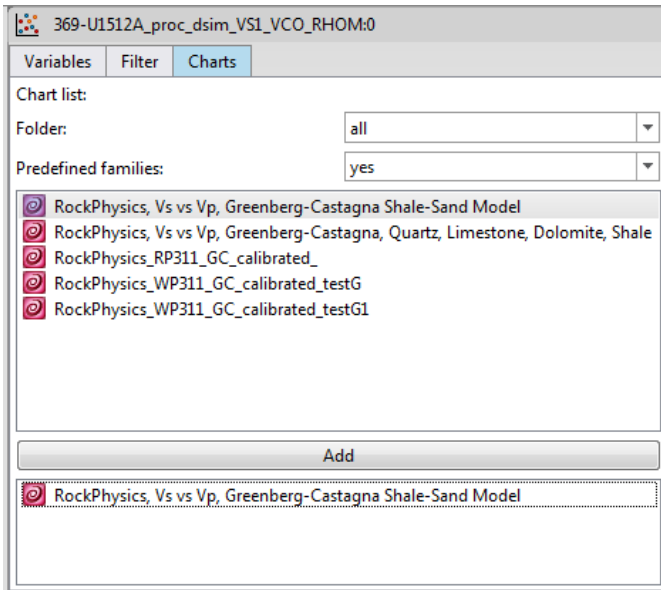 369-U1512A_proc_dsim_VS1_VCO_RHOM:0
Variables Filter Charts
Chart list:
Folder: all
Predefined families: yes
RockPhysics, Vs vs Vp, Greenberg-Castagna Shale-Sand Model
RockPhysics, Vs vs Vp, Greenberg-Castagna, Quartz, Limestone, Dolomite, Shale
RockPhysics_RP311_GC_calibrated_
RockPhysics_WP311_GC_calibrated_testG
RockPhysics_WP311_GC_calibrated_testG1
Add
RockPhysics, Vs vs Vp, Greenberg-Castagna Shale-Sand Model